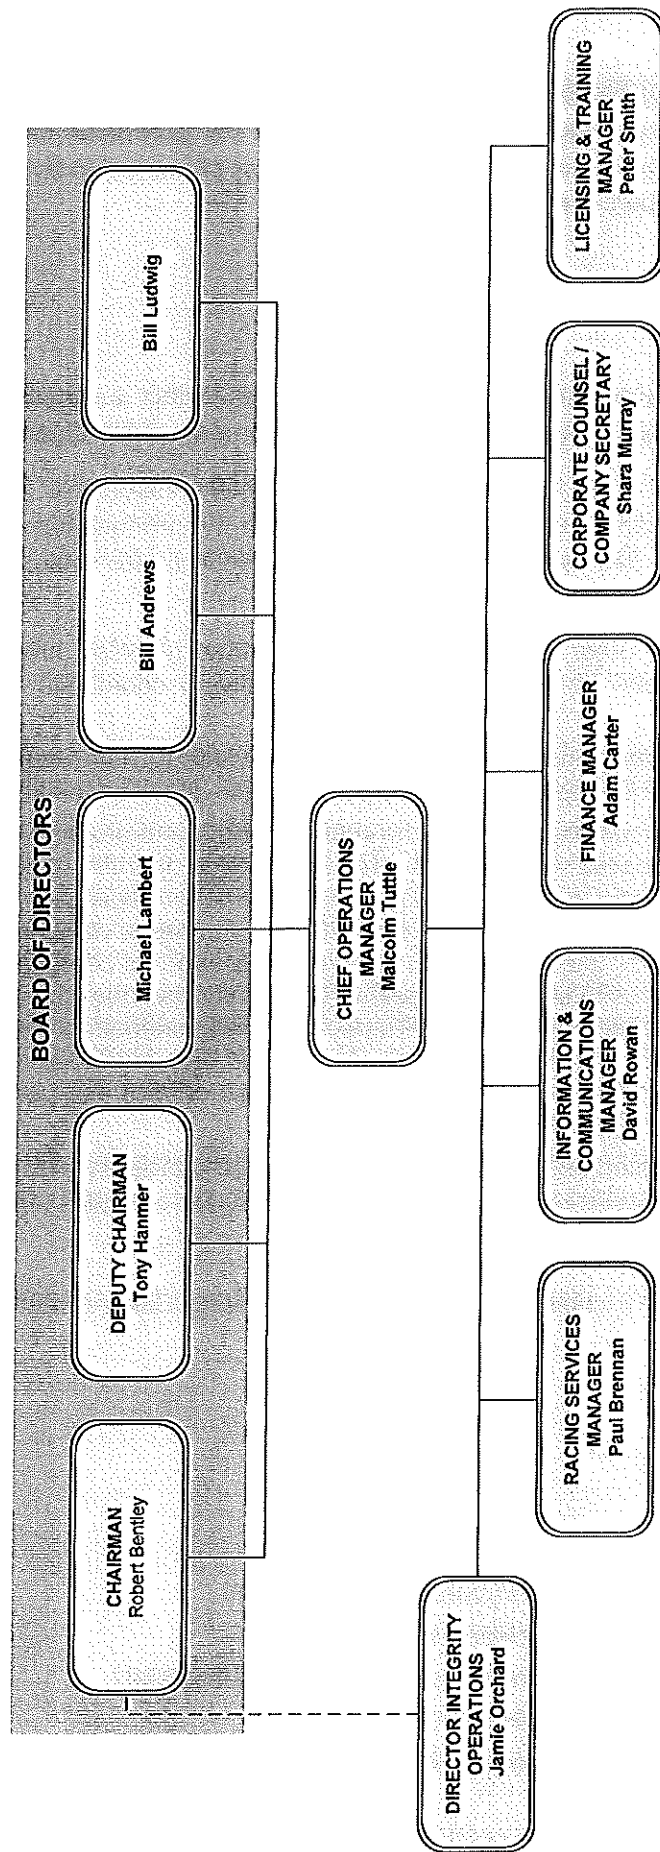 BOARD OF DIRECTORS
CHAIRMAN
Robert Bentley
DEPUTY CHAIRMAN
Tony Hanmer
Michael Lambert
Bill Andrews
Bill Ludwig
CHIEF OPERATIONS
MANAGER
Malcolm Tuttle
DIRECTOR INTEGRITY
OPERATIONS
Jamie Orchard
RACING SERVICES
MANAGER
Paul Brennan
INFORMATION &
COMMUNICATIONS
MANAGER
David Rowan
FINANCE MANAGER
Adam Carter
CORPORATE COUNSEL /
COMPANY SECRETARY
Shara Murray
LICENSING & TRAINING
MANAGER
Peter Smith